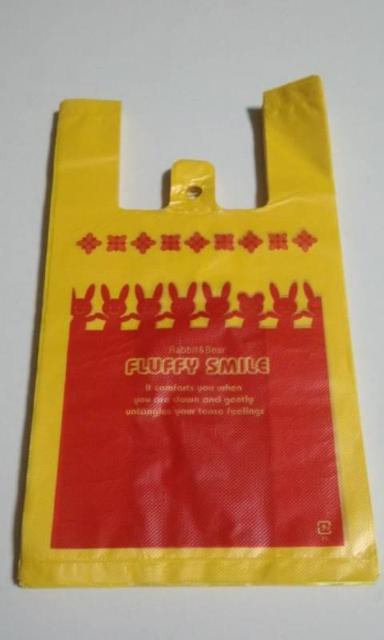 Rabbit&Bear
FLUFFY SMILE
It comforts you when
you are down and gently
untangles your tense feelings